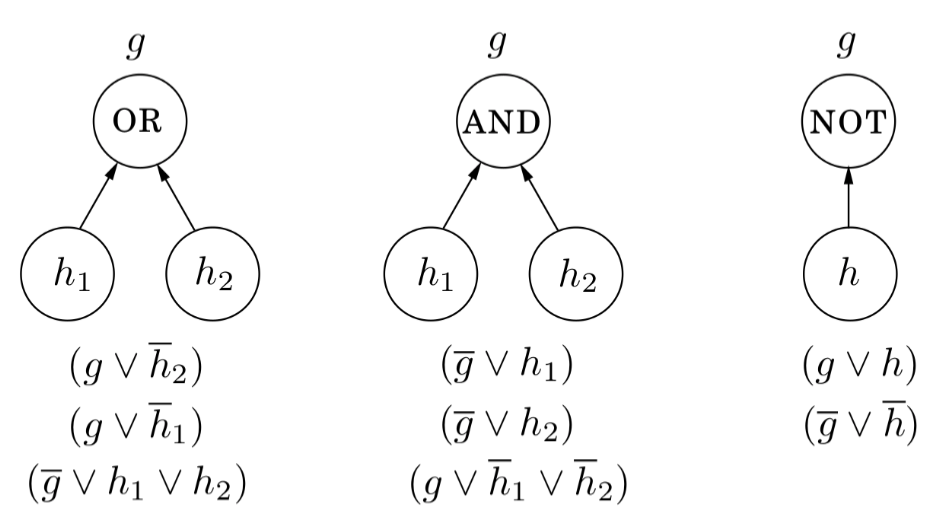 g g g
OR AND NOT
h₁ h₂ h₁ h₂ h
(g ∨ h̅₂) (g̅ ∨ h₁) (g ∨ h)
(g ∨ h̅₁) (g̅ ∨ h₂) (g̅ ∨ h̅)
(g̅ ∨ h₁ ∨ h₂) (g ∨ h̅₁ ∨ h̅₂)